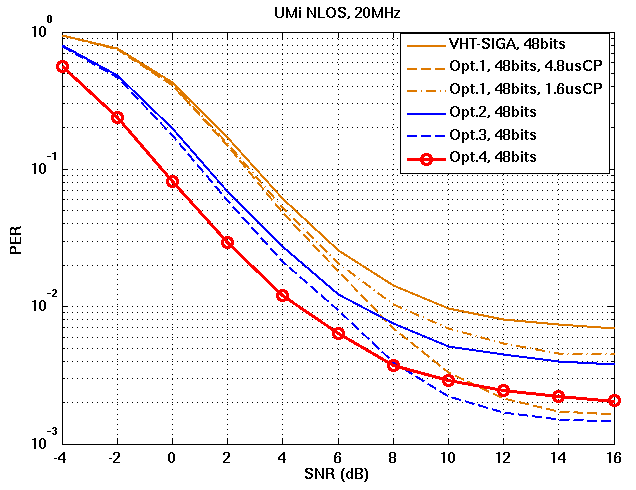 UMi NLOS, 20MHz
10^0
10^-1
10^-2
10^-3
PER
VHT-SIGA, 48bits
Opt.1, 48bits, 4.8usCP
Opt.1, 48bits, 1.6usCP
Opt.2, 48bits
Opt.3, 48bits
Opt.4, 48bits
-4 -2 0 2 4 6 8 10 12 14 16
SNR (dB)